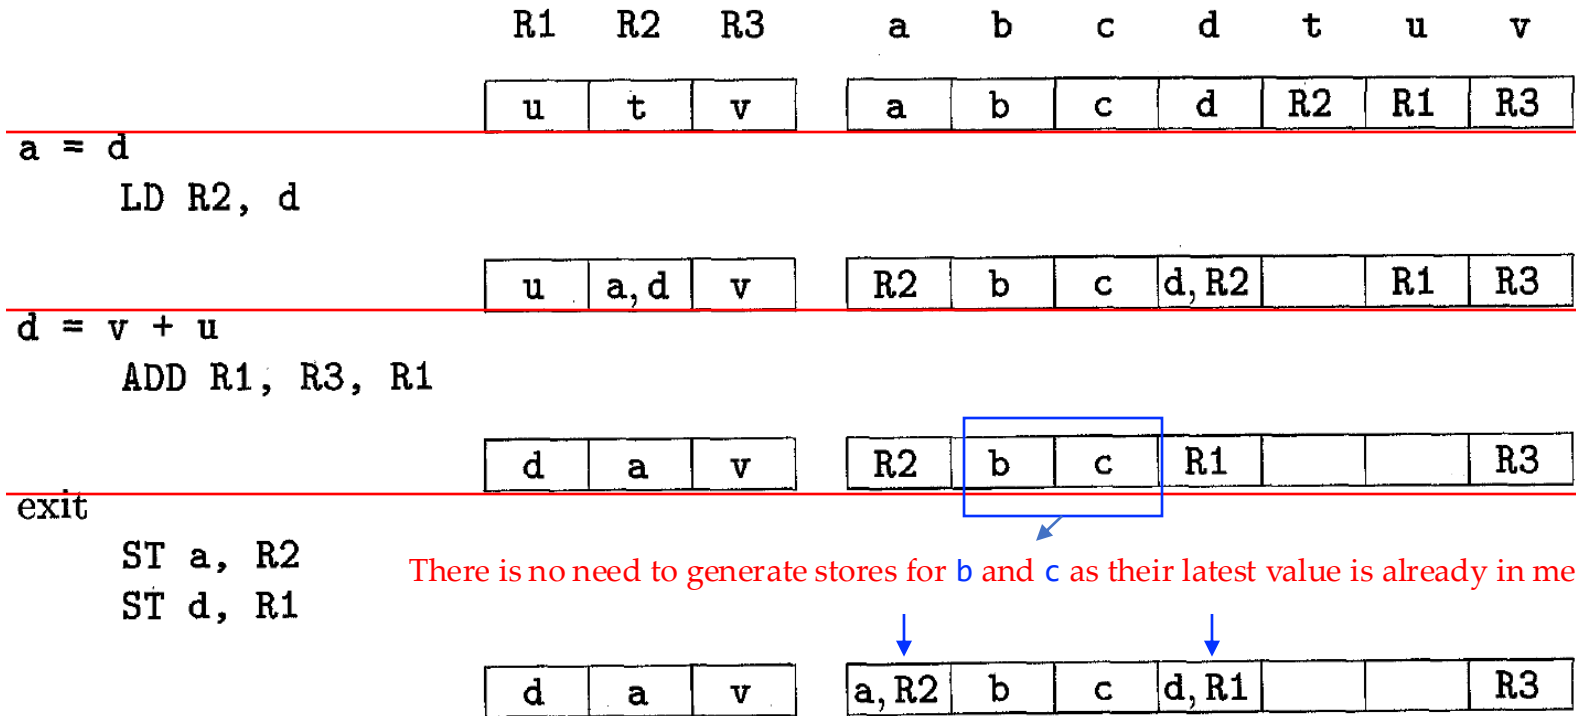 R1 R2 R3 a b c d t u v
u t v a b c d R2 R1 R3
a = d
LD R2, d
u a,d v R2 b c d,R2 R1 R3
d = v + u
ADD R1, R3, R1
d a v R2 b c R1 R3
exit
ST a, R2
There is no need to generate stores for b and c as their latest value is already in me
ST d, R1
d a v a,R2 b c d,R1 R3